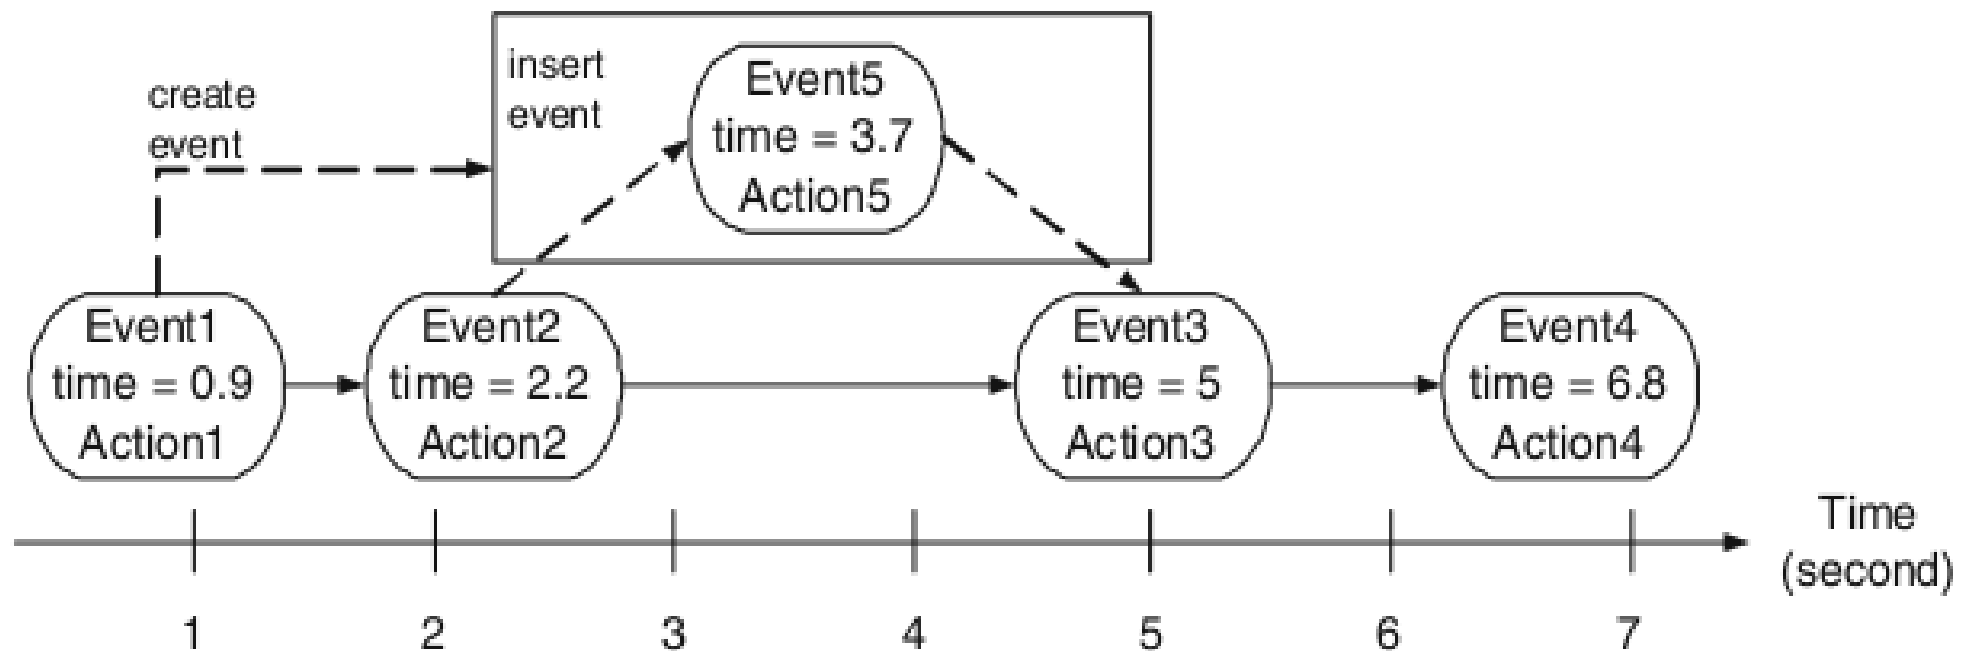 create
event
insert
event
Event5
time = 3.7
Action5
Event1
time = 0.9
Action1
Event2
time = 2.2
Action2
Event3
time = 5
Action3
Event4
time = 6.8
Action4
Time
(second)
1 2 3 4 5 6 7